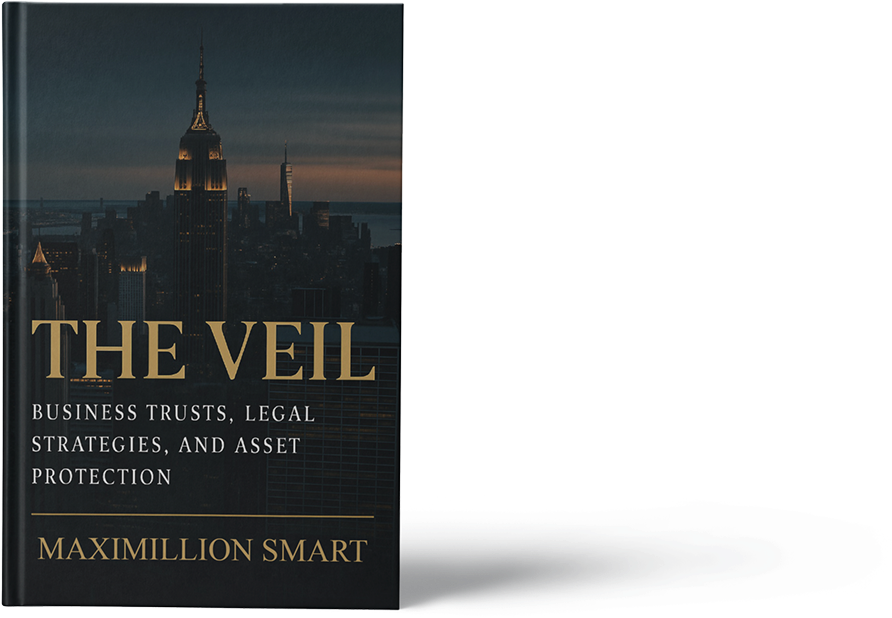 THE VEIL
BUSINESS TRUSTS, LEGAL
STRATEGIES, AND ASSET
PROTECTION
MAXIMILLION SMART